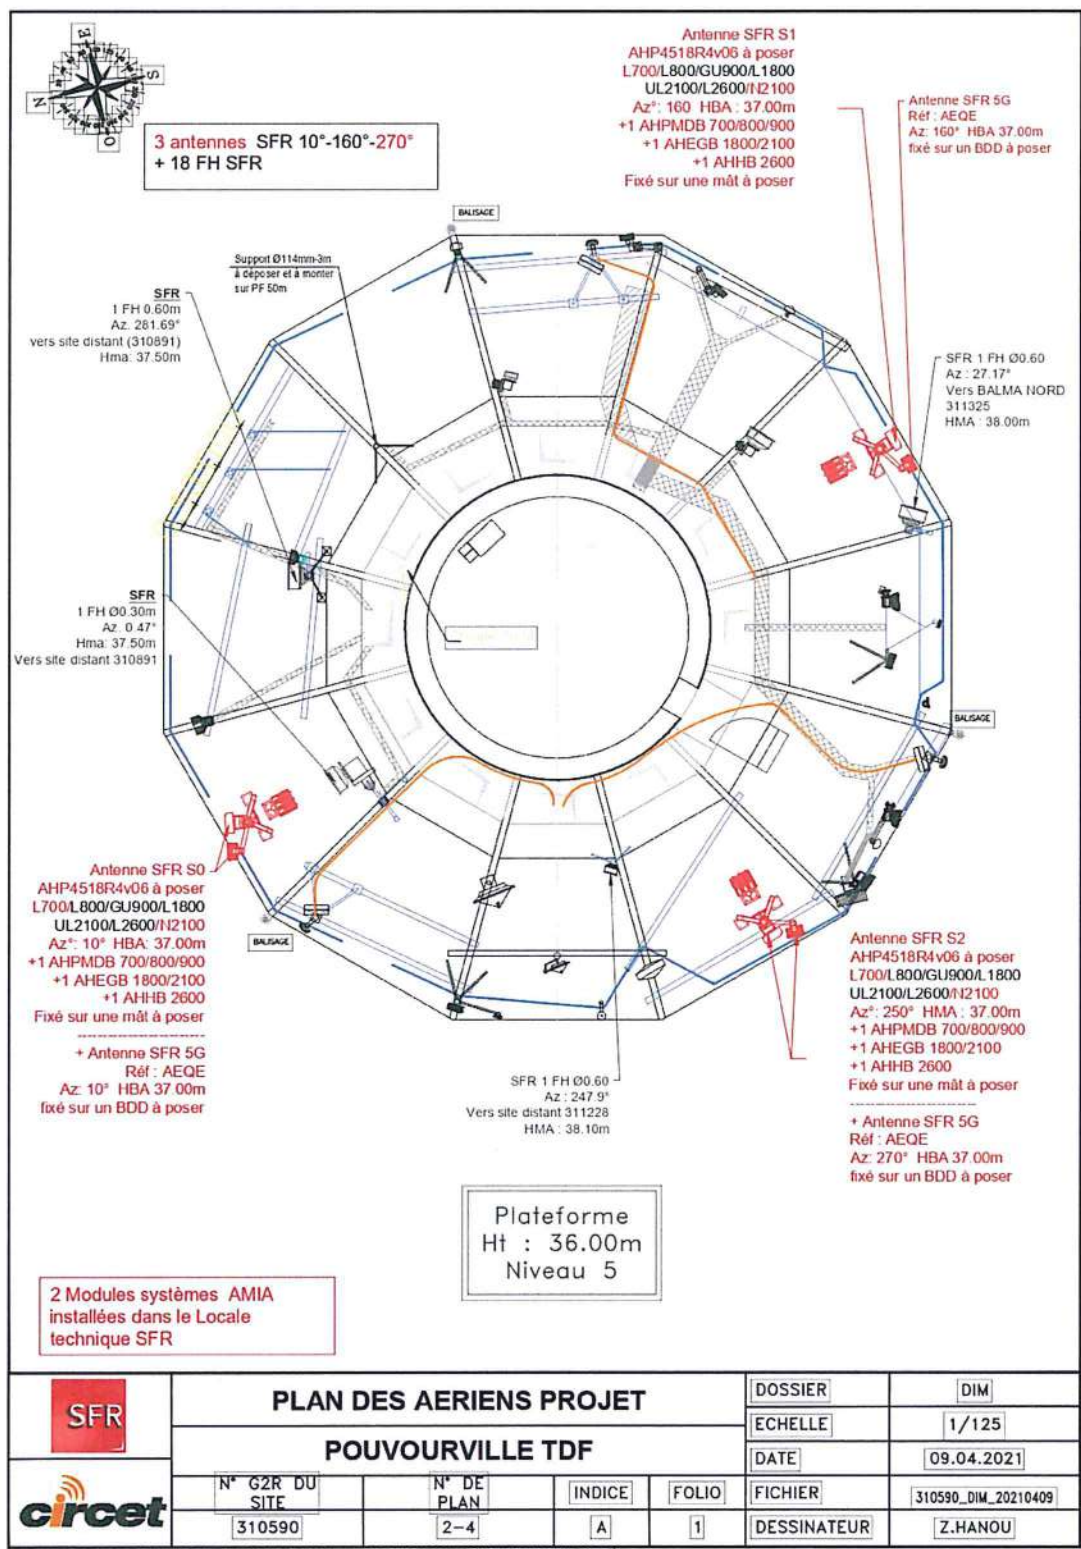 N
E
S
O
3 antennes SFR 10°-160°-270°
+ 18 FH SFR
Antenne SFR S1
AHP4518R4v06 à poser
L700/L800/GU900/L1800
UL2100/L2600/N2100
Az°: 160 HBA : 37.00m
+1 AHPMDB 700/800/900
+1 AHEGB 1800/2100
+1 AHHB 2600
Fixé sur une mât à poser
Antenne SFR 5G
Réf : AEQE
Az: 160° HBA 37.00m
fixé sur un BDD à poser
BALISAGE
Support Ø114mm-3m
à déposer et à monter
sur PF 50m
SFR
1 FH 0.60m
Az. 281.69°
vers site distant (310891)
Hma: 37.50m
SFR 1 FH Ø0.60
Az : 27.17°
Vers BALMA NORD
311325
HMA : 38.00m
SFR
1 FH Ø0.30m
Az. 0.47°
Hma: 37.50m
Vers site distant 310891
BALISAGE
Antenne SFR S0
AHP4518R4v06 à poser
L700/L800/GU900/L1800
UL2100/L2600/N2100
Az°: 10° HBA: 37.00m
+1 AHPMDB 700/800/900
+1 AHEGB 1800/2100
+1 AHHB 2600
Fixé sur une mât à poser
+ Antenne SFR 5G
Réf : AEQE
Az: 10° HBA 37.00m
fixé sur un BDD à poser
BALISAGE
SFR 1 FH Ø0.60
Az : 247.9°
Vers site distant 311228
HMA : 38.10m
Antenne SFR S2
AHP4518R4v06 à poser
L700/L800/GU900/L1800
UL2100/L2600/N2100
Az°: 250° HMA : 37.00m
+1 AHPMDB 700/800/900
+1 AHEGB 1800/2100
+1 AHHB 2600
Fixé sur une mât à poser
+ Antenne SFR 5G
Réf : AEQE
Az: 270° HBA 37.00m
fixé sur un BDD à poser
Plateforme
Ht : 36.00m
Niveau 5
2 Modules systèmes AMIA
installées dans le Locale
technique SFR
SFR
circet
PLAN DES AERIENS PROJET
POUVOURVILLE TDF
N° G2R DU SITE
310590
N° DE PLAN
2-4
INDICE
A
FOLIO
1
DOSSIER DIM
ECHELLE 1/125
DATE 09.04.2021
FICHIER 310590_DIM_20210409
DESSINATEUR Z.HANOU